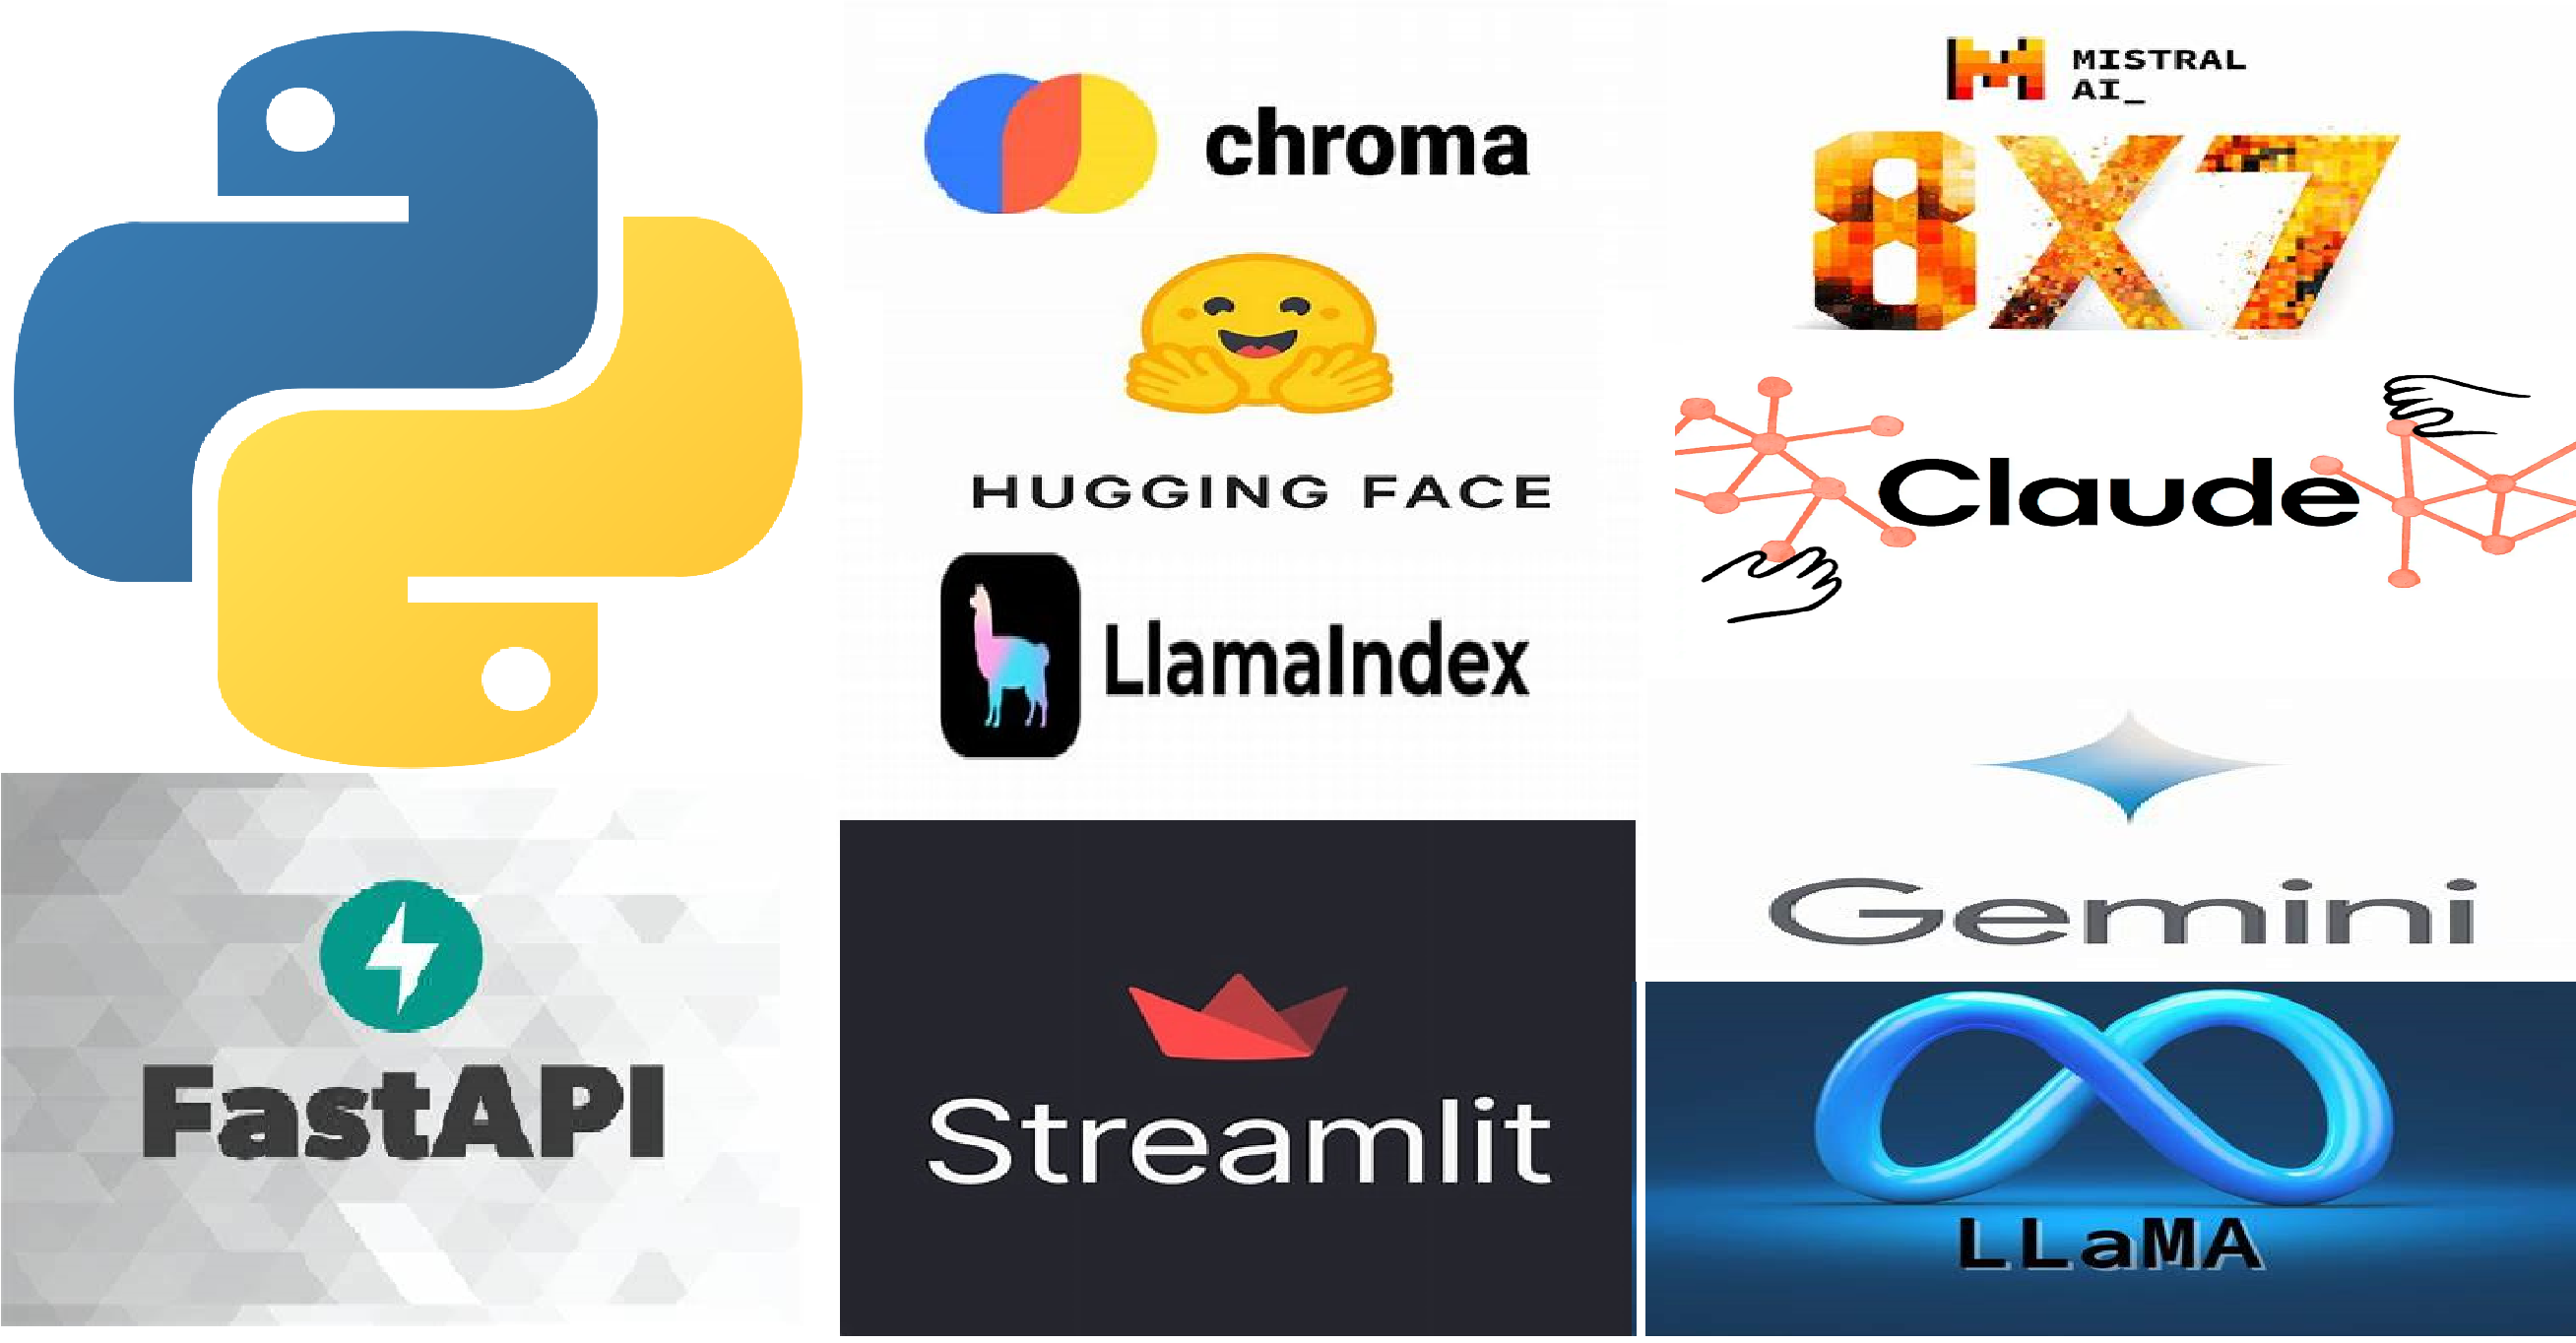 chroma
HUGGING FACE
LlamaIndex
MISTRAL
AI_
8X7
Claude
Gemini
FastAPI
Streamlit
LLaMA